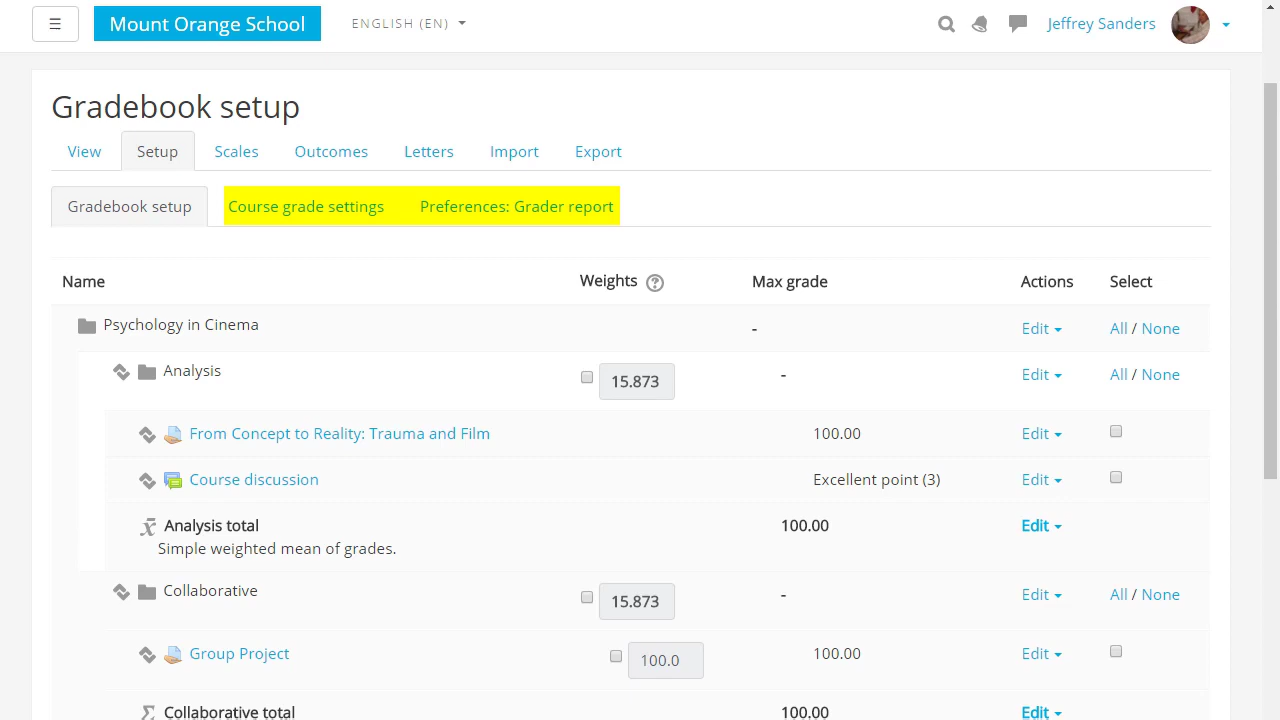 Mount Orange School ENGLISH (EN) Jeffrey Sanders
Gradebook setup
View Setup Scales Outcomes Letters Import Export
Gradebook setup Course grade settings Preferences: Grader report
Name Weights ? Max grade Actions Select
Psychology in Cinema - Edit All / None
Analysis 15.873 - Edit All / None
From Concept to Reality: Trauma and Film 100.00 Edit
Course discussion Excellent point (3) Edit
x̄ Analysis total 100.00 Edit
Simple weighted mean of grades.
Collaborative 15.873 - Edit All / None
Group Project 100.0 100.00 Edit
Σ Collaborative total 100.00 Edit